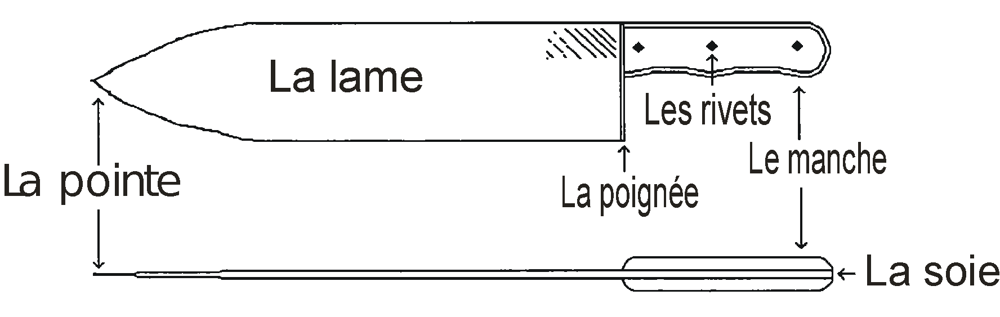 La lame
Les rivets
Le manche
La pointe
La poignée
La soie